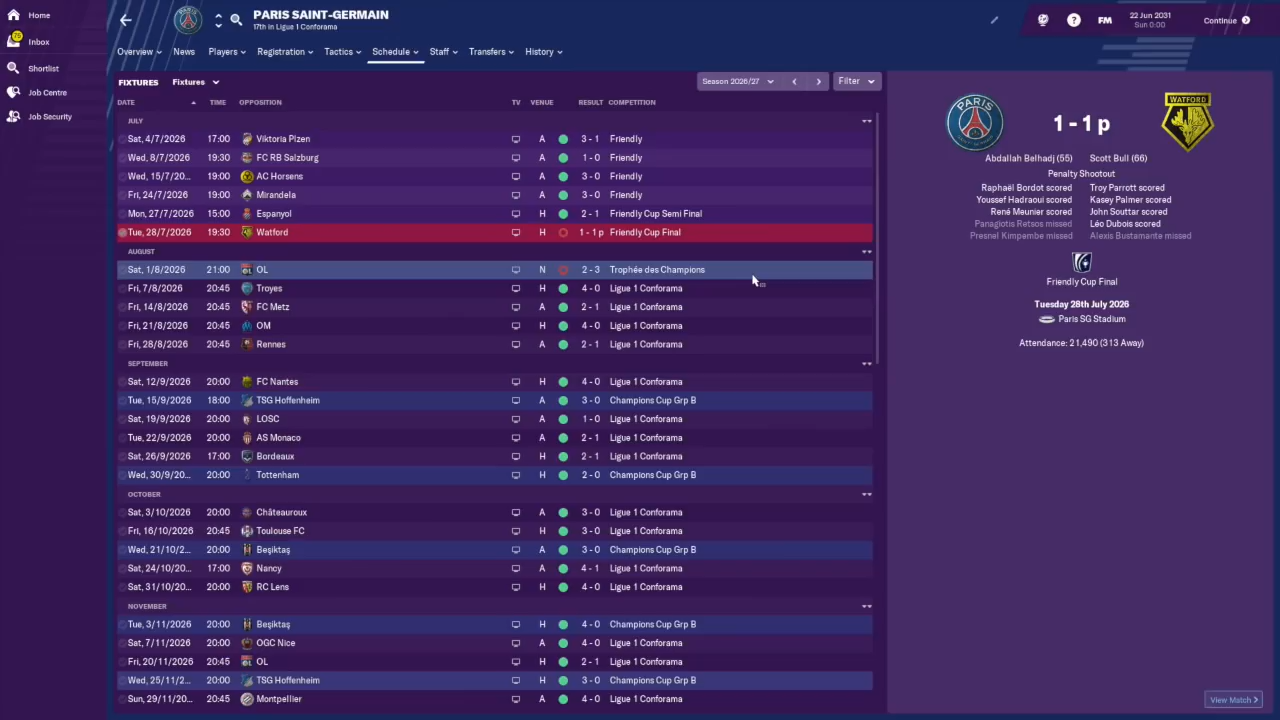 Home
75
Inbox
Shortlist
Job Centre
Job Security
PARIS SAINT-GERMAIN
17th in Ligue 1 Conforama
FM
22 Jun 2031
Sun 0:00
Continue
Overview News Players Registration Tactics Schedule Staff Transfers History
FIXTURES Fixtures Season 2026/27 Filter
DATE TIME OPPOSITION TV VENUE RESULT COMPETITION
JULY
Sat, 4/7/2026 17:00 Viktoria Plzen A 3 - 1 Friendly
Wed, 8/7/2026 19:30 FC RB Salzburg A 1 - 0 Friendly
Wed, 15/7/20... 19:00 AC Horsens A 3 - 0 Friendly
Fri, 24/7/2026 19:00 Mirandela A 3 - 0 Friendly
Mon, 27/7/2026 15:00 Espanyol H 2 - 1 Friendly Cup Semi Final
Tue, 28/7/2026 19:30 Watford H 1 - 1 p Friendly Cup Final
AUGUST
Sat, 1/8/2026 21:00 OL N 2 - 3 Trophée des Champions
Fri, 7/8/2026 20:45 Troyes H 4 - 0 Ligue 1 Conforama
Fri, 14/8/2026 20:45 FC Metz A 2 - 1 Ligue 1 Conforama
Fri, 21/8/2026 20:45 OM H 4 - 0 Ligue 1 Conforama
Fri, 28/8/2026 20:45 Rennes A 2 - 1 Ligue 1 Conforama
SEPTEMBER
Sat, 12/9/2026 20:00 FC Nantes H 4 - 0 Ligue 1 Conforama
Tue, 15/9/2026 18:00 TSG Hoffenheim A 3 - 0 Champions Cup Grp B
Sat, 19/9/2026 20:00 LOSC A 1 - 0 Ligue 1 Conforama
Tue, 22/9/2026 20:00 AS Monaco A 2 - 1 Ligue 1 Conforama
Sat, 26/9/2026 17:00 Bordeaux H 2 - 1 Ligue 1 Conforama
Wed, 30/9/20... 20:00 Tottenham H 2 - 0 Champions Cup Grp B
OCTOBER
Sat, 3/10/2026 20:00 Châteauroux A 3 - 0 Ligue 1 Conforama
Fri, 16/10/2026 20:45 Toulouse FC H 3 - 0 Ligue 1 Conforama
Wed, 21/10/2... 20:00 Beşiktaş A 3 - 0 Champions Cup Grp B
Sat, 24/10/20... 17:00 Nancy A 4 - 1 Ligue 1 Conforama
Sat, 31/10/20... 20:00 RC Lens H 4 - 0 Ligue 1 Conforama
NOVEMBER
Tue, 3/11/2026 20:00 Beşiktaş H 4 - 0 Champions Cup Grp B
Sat, 7/11/2026 20:00 OGC Nice A 4 - 0 Ligue 1 Conforama
Fri, 20/11/2026 20:45 OL H 2 - 1 Ligue 1 Conforama
Wed, 25/11/2... 20:00 TSG Hoffenheim H 3 - 0 Champions Cup Grp B
Sun, 29/11/20... 20:45 Montpellier A 4 - 0 Ligue 1 Conforama
PARIS
1 - 1 p
WATFORD
Abdallah Belhadj (55) Scott Bull (66)
Penalty Shootout
Raphaël Bordot scored Troy Parrott scored
Youssef Hadraoui scored Kasey Palmer scored
René Meunier scored John Souttar scored
Panagiotis Retsos missed Léo Dubois scored
Presnel Kimpembe missed Alexis Bustamante missed
Friendly Cup Final
Tuesday 28th July 2026
Paris SG Stadium
Attendance: 21,490 (313 Away)
View Match